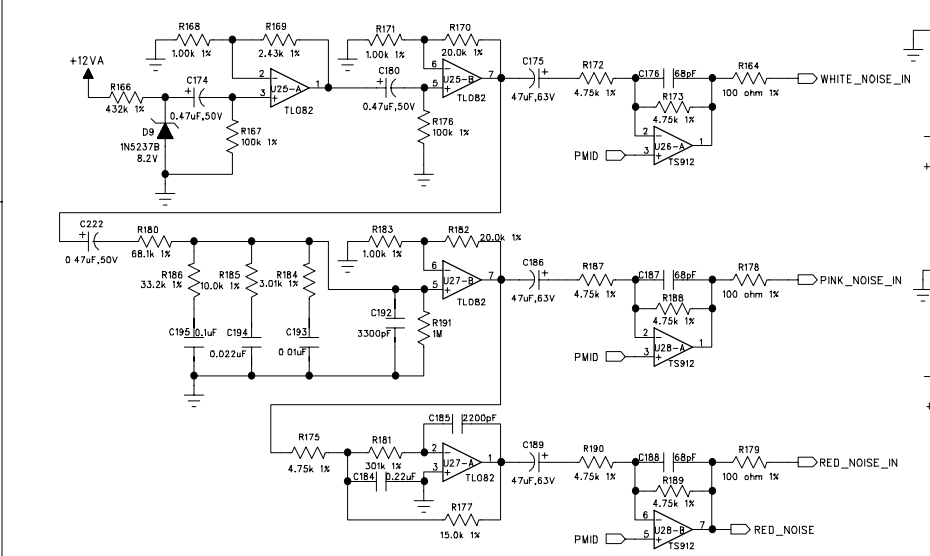 R168
1.00k 1%
R169
2.43k 1%
R171
1.00k 1%
R170
20.0k 1%
+12VA
R166
432k 1%
C174
+
0.47uF,50V
2
3
1
U25-A
TL082
C180
+
0.47uF,50V
6
5
7
U25-B
TL082
C175
+
47uF,63V
R172
4.75k 1%
C176
68pF
R173
4.75k 1%
R164
100 ohm 1%
WHITE_NOISE_IN
D9
1N5237B
8.2V
R167
100k 1%
R176
100k 1%
PMID
2
3
1
U26-A
TS912
C222
+
0 47uF,50V
R180
68.1k 1%
R183
1.00k 1%
R182
20.0k 1%
R186
33.2k 1%
R185
10.0k 1%
R184
3.01k 1%
6
5
7
U27-B
TL082
C186
+
47uF,63V
R187
4.75k 1%
C187
68pF
R188
4.75k 1%
R178
100 ohm 1%
PINK_NOISE_IN
C195
0.1uF
C194
0.022uF
C193
0 01uF
C192
3300pF
R191
1M
PMID
2
3
1
U28-A
TS912
C185
2200pF
R175
4.75k 1%
R181
301k 1%
C184
0.22uF
2
3
1
U27-A
TL082
C189
+
47uF,63V
R190
4.75k 1%
C188
68pF
R189
4.75k 1%
R179
100 ohm 1%
RED_NOISE_IN
R177
15.0k 1%
PMID
6
5
7
U28-B
TS912
RED_NOISE